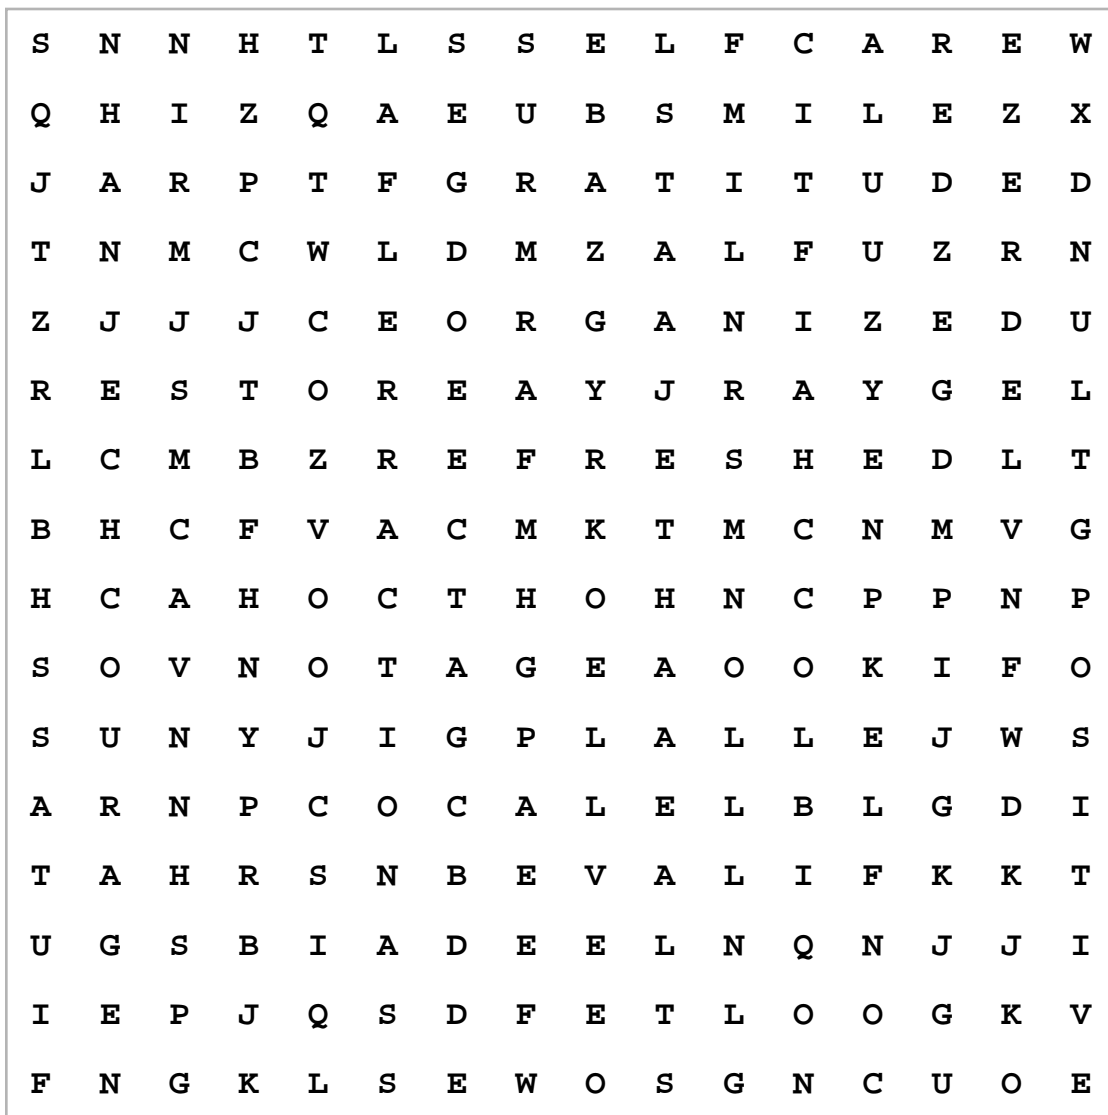 S N N H T L S S E L F C A R E W
Q H I Z Q A E U B S M I L E Z X
J A R P T F G R A T I T U D E D
T N M C W L D M Z A L F U Z R N
Z J J J C E O R G A N I Z E D U
R E S T O R E A Y J R A Y G E L
L C M B Z R E F R E S H E D L T
B H C F V A C M K T M C N M V G
H C A H O C T H O H N C P P N P
S O V N O T A G E A O O K I F O
S U N Y J I G P L A L L E J W S
A R N P C O C A L E L B L G D I
T A H R S N B E V A L I F K K T
U G S B I A D E E L N Q N J J I
I E P J Q S D F E T L O O G K V
F N G K L S E W O S G N C U O E